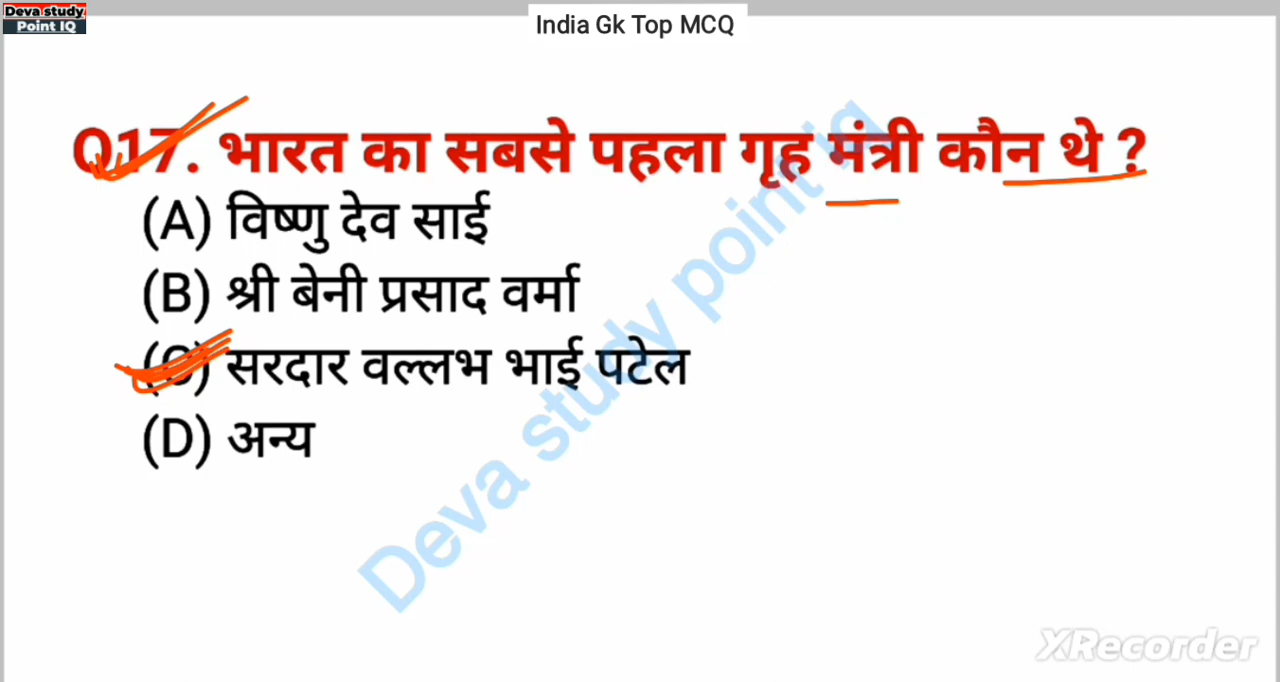 Deva study
Point IQ
India Gk Top MCQ
Q17. भारत का सबसे पहला गृह मंत्री कौन थे ?
(A) विष्णु देव साई
(B) श्री बेनी प्रसाद वर्मा
(C) सरदार वल्लभ भाई पटेल
(D) अन्य
Deva study point iq
XRecorder